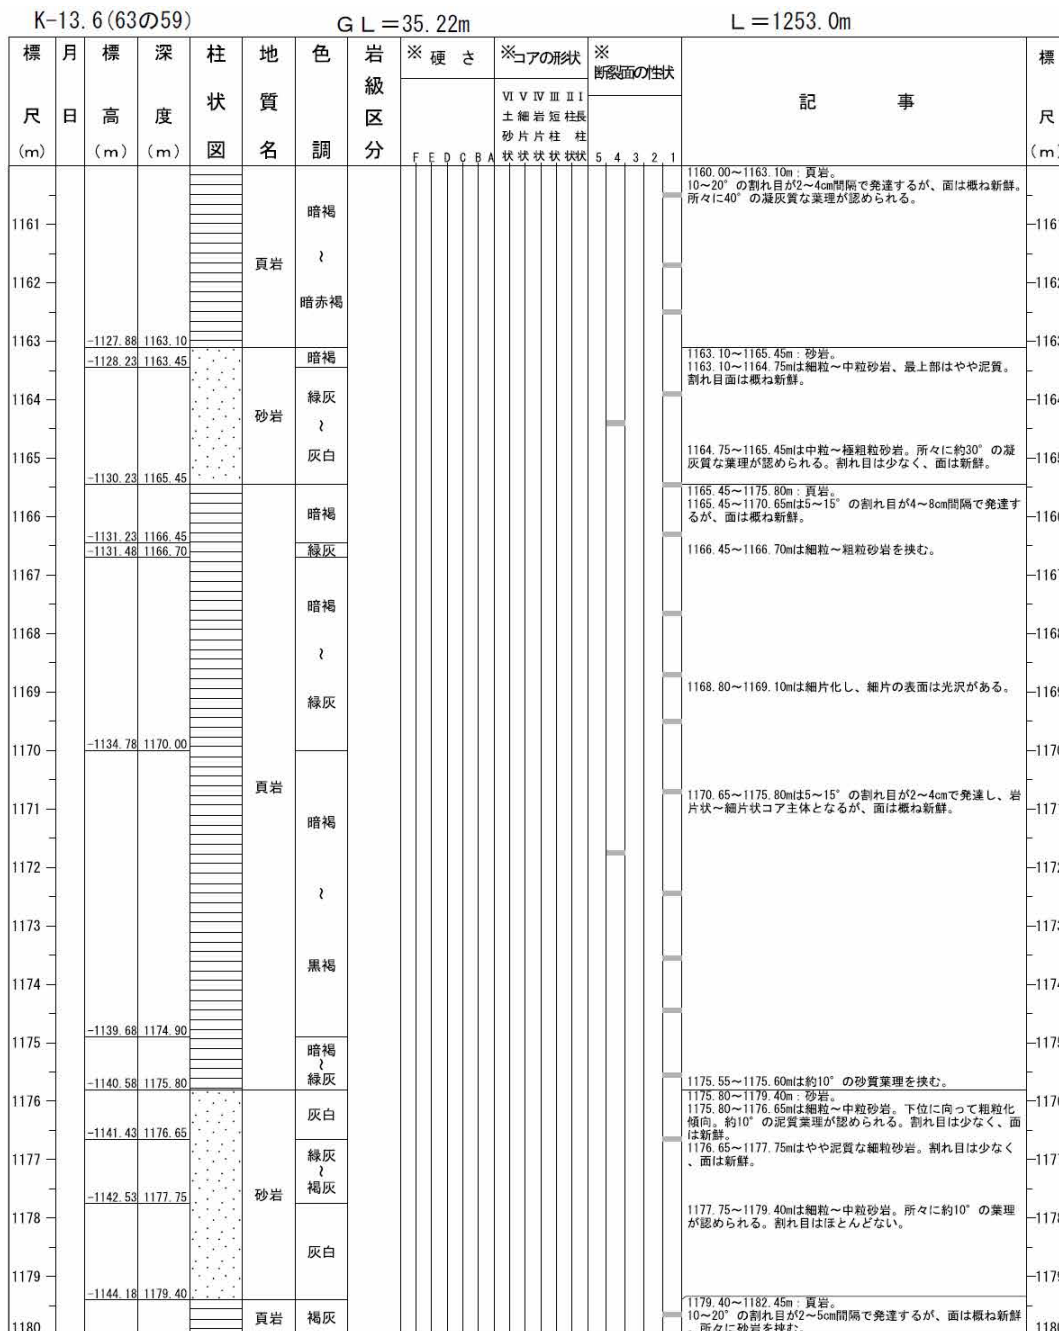 K-13.6(63の59) GL=35.22m L=1253.0m
標尺(m) 月日 標高(m) 深度(m) 柱状図 地質名 色調 岩級区分 ※硬さ ※コアの形状 ※断裂面の性状 記事 標尺(m)
F E D C B A
Ⅵ土砂状 Ⅴ細片状 Ⅳ岩片状 Ⅲ短柱状 Ⅱ柱状 Ⅰ長柱状
5 4 3 2 1
1160.00~1163.10m:頁岩。
10~20°の割れ目が2~4cm間隔で発達するが、面は概ね新鮮。
所々に40°の凝灰質な葉理が認められる。
暗褐
1161
~
頁岩
1162
暗赤褐
1163 -1127.88 1163.10
1163.10~1165.45m:砂岩。
-1128.23 1163.45 暗褐
1163.10~1164.75mは細粒~中粒砂岩、最上部はやや泥質。
割れ目面は概ね新鮮。
1164 緑灰
砂岩
~
灰白
1164.75~1165.45mは中粒~極粗粒砂岩。所々に約30°の凝
灰質な葉理が認められる。割れ目は少なく、面は新鮮。
1165
-1130.23 1165.45
1165.45~1175.80m:頁岩。
1165.45~1170.65mは5~15°の割れ目が4~8cm間隔で発達す
るが、面は概ね新鮮。
1166 暗褐
-1131.23 1166.45
-1131.48 1166.70 緑灰
1166.45~1166.70mは細粒~粗粒砂岩を挟む。
1167
暗褐
1168
~
1168.80~1169.10mは細片化し、細片の表面は光沢がある。
1169
緑灰
1170 -1134.78 1170.00
頁岩
1170.65~1175.80mは5~15°の割れ目が2~4cmで発達し、岩
片状~細片状コア主体となるが、面は概ね新鮮。
1171
暗褐
1172
~
1173
黒褐
1174
-1139.68 1174.90
1175 暗褐
~
緑灰
1175.55~1175.60mは約10°の砂質葉理を挟む。
-1140.58 1175.80
1175.80~1179.40m:砂岩。
1176 灰白
1175.80~1176.65mは細粒~中粒砂岩。下位に向って粗粒化
傾向。約10°の泥質葉理が認められる。割れ目は少なく、面
は新鮮。
-1141.43 1176.65
1176.65~1177.75mはやや泥質な細粒砂岩。割れ目は少なく
、面は新鮮。
1177 緑灰
~
褐灰
砂岩
-1142.53 1177.75
1177.75~1179.40mは細粒~中粒砂岩。所々に約10°の葉理
が認められる。割れ目はほとんどない。
1178
灰白
1179
-1144.18 1179.40
1179.40~1182.45m:頁岩。
頁岩 褐灰
10~20°の割れ目が2~5cm間隔で発達するが、面は概ね新鮮
。所々に砂岩を挟む。
1180